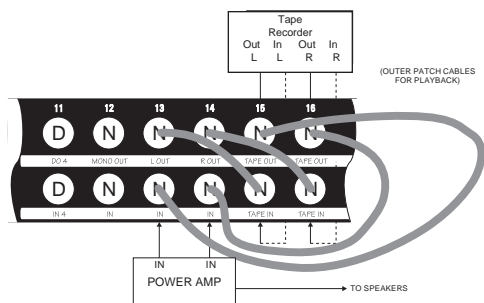 Tape
Recorder
Out In Out In
L L R R
(OUTER PATCH CABLES
FOR PLAYBACK)
11 12 13 14 15 16
D N N N N N
DO 4 MONO OUT L OUT R OUT TAPE OUT TAPE OUT
D N N N N N
IN 4 IN IN IN TAPE IN TAPE IN
IN IN
POWER AMP
TO SPEAKERS